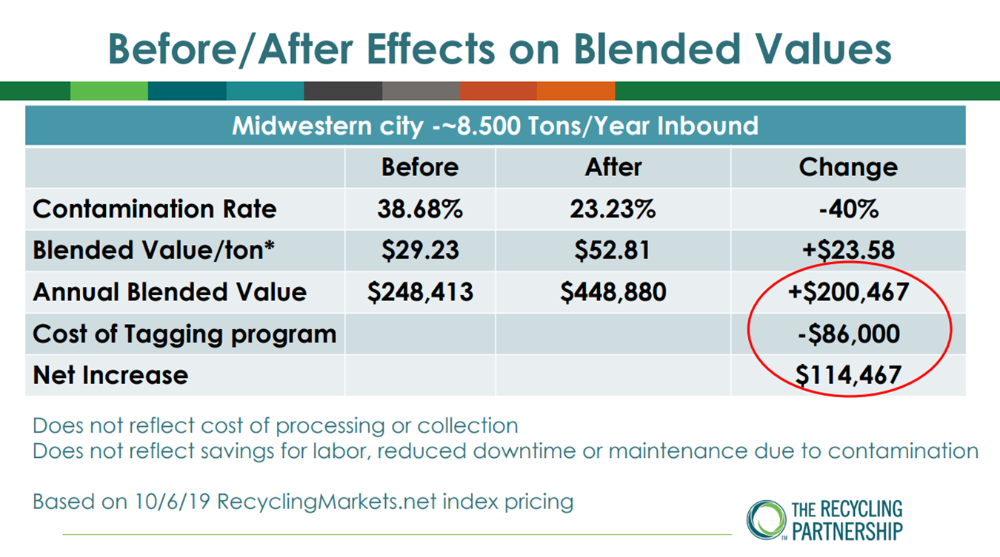 Before/After Effects on Blended Values
Midwestern city -~8.500 Tons/Year Inbound
Before After Change
Contamination Rate 38.68% 23.23% -40%
Blended Value/ton* $29.23 $52.81 +$23.58
Annual Blended Value $248,413 $448,880 +$200,467
Cost of Tagging program -$86,000
Net Increase $114,467
Does not reflect cost of processing or collection
Does not reflect savings for labor, reduced downtime or maintenance due to contamination
Based on 10/6/19 RecyclingMarkets.net index pricing
THE RECYCLING
PARTNERSHIP
TM